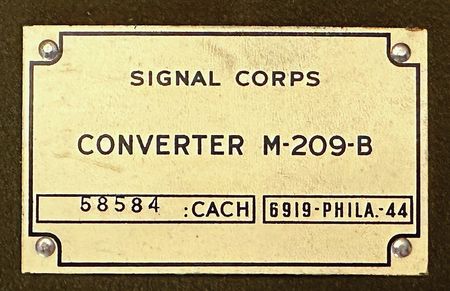 SIGNAL CORPS
CONVERTER M-209-B
58584 :CACH 6919-PHILA.-44